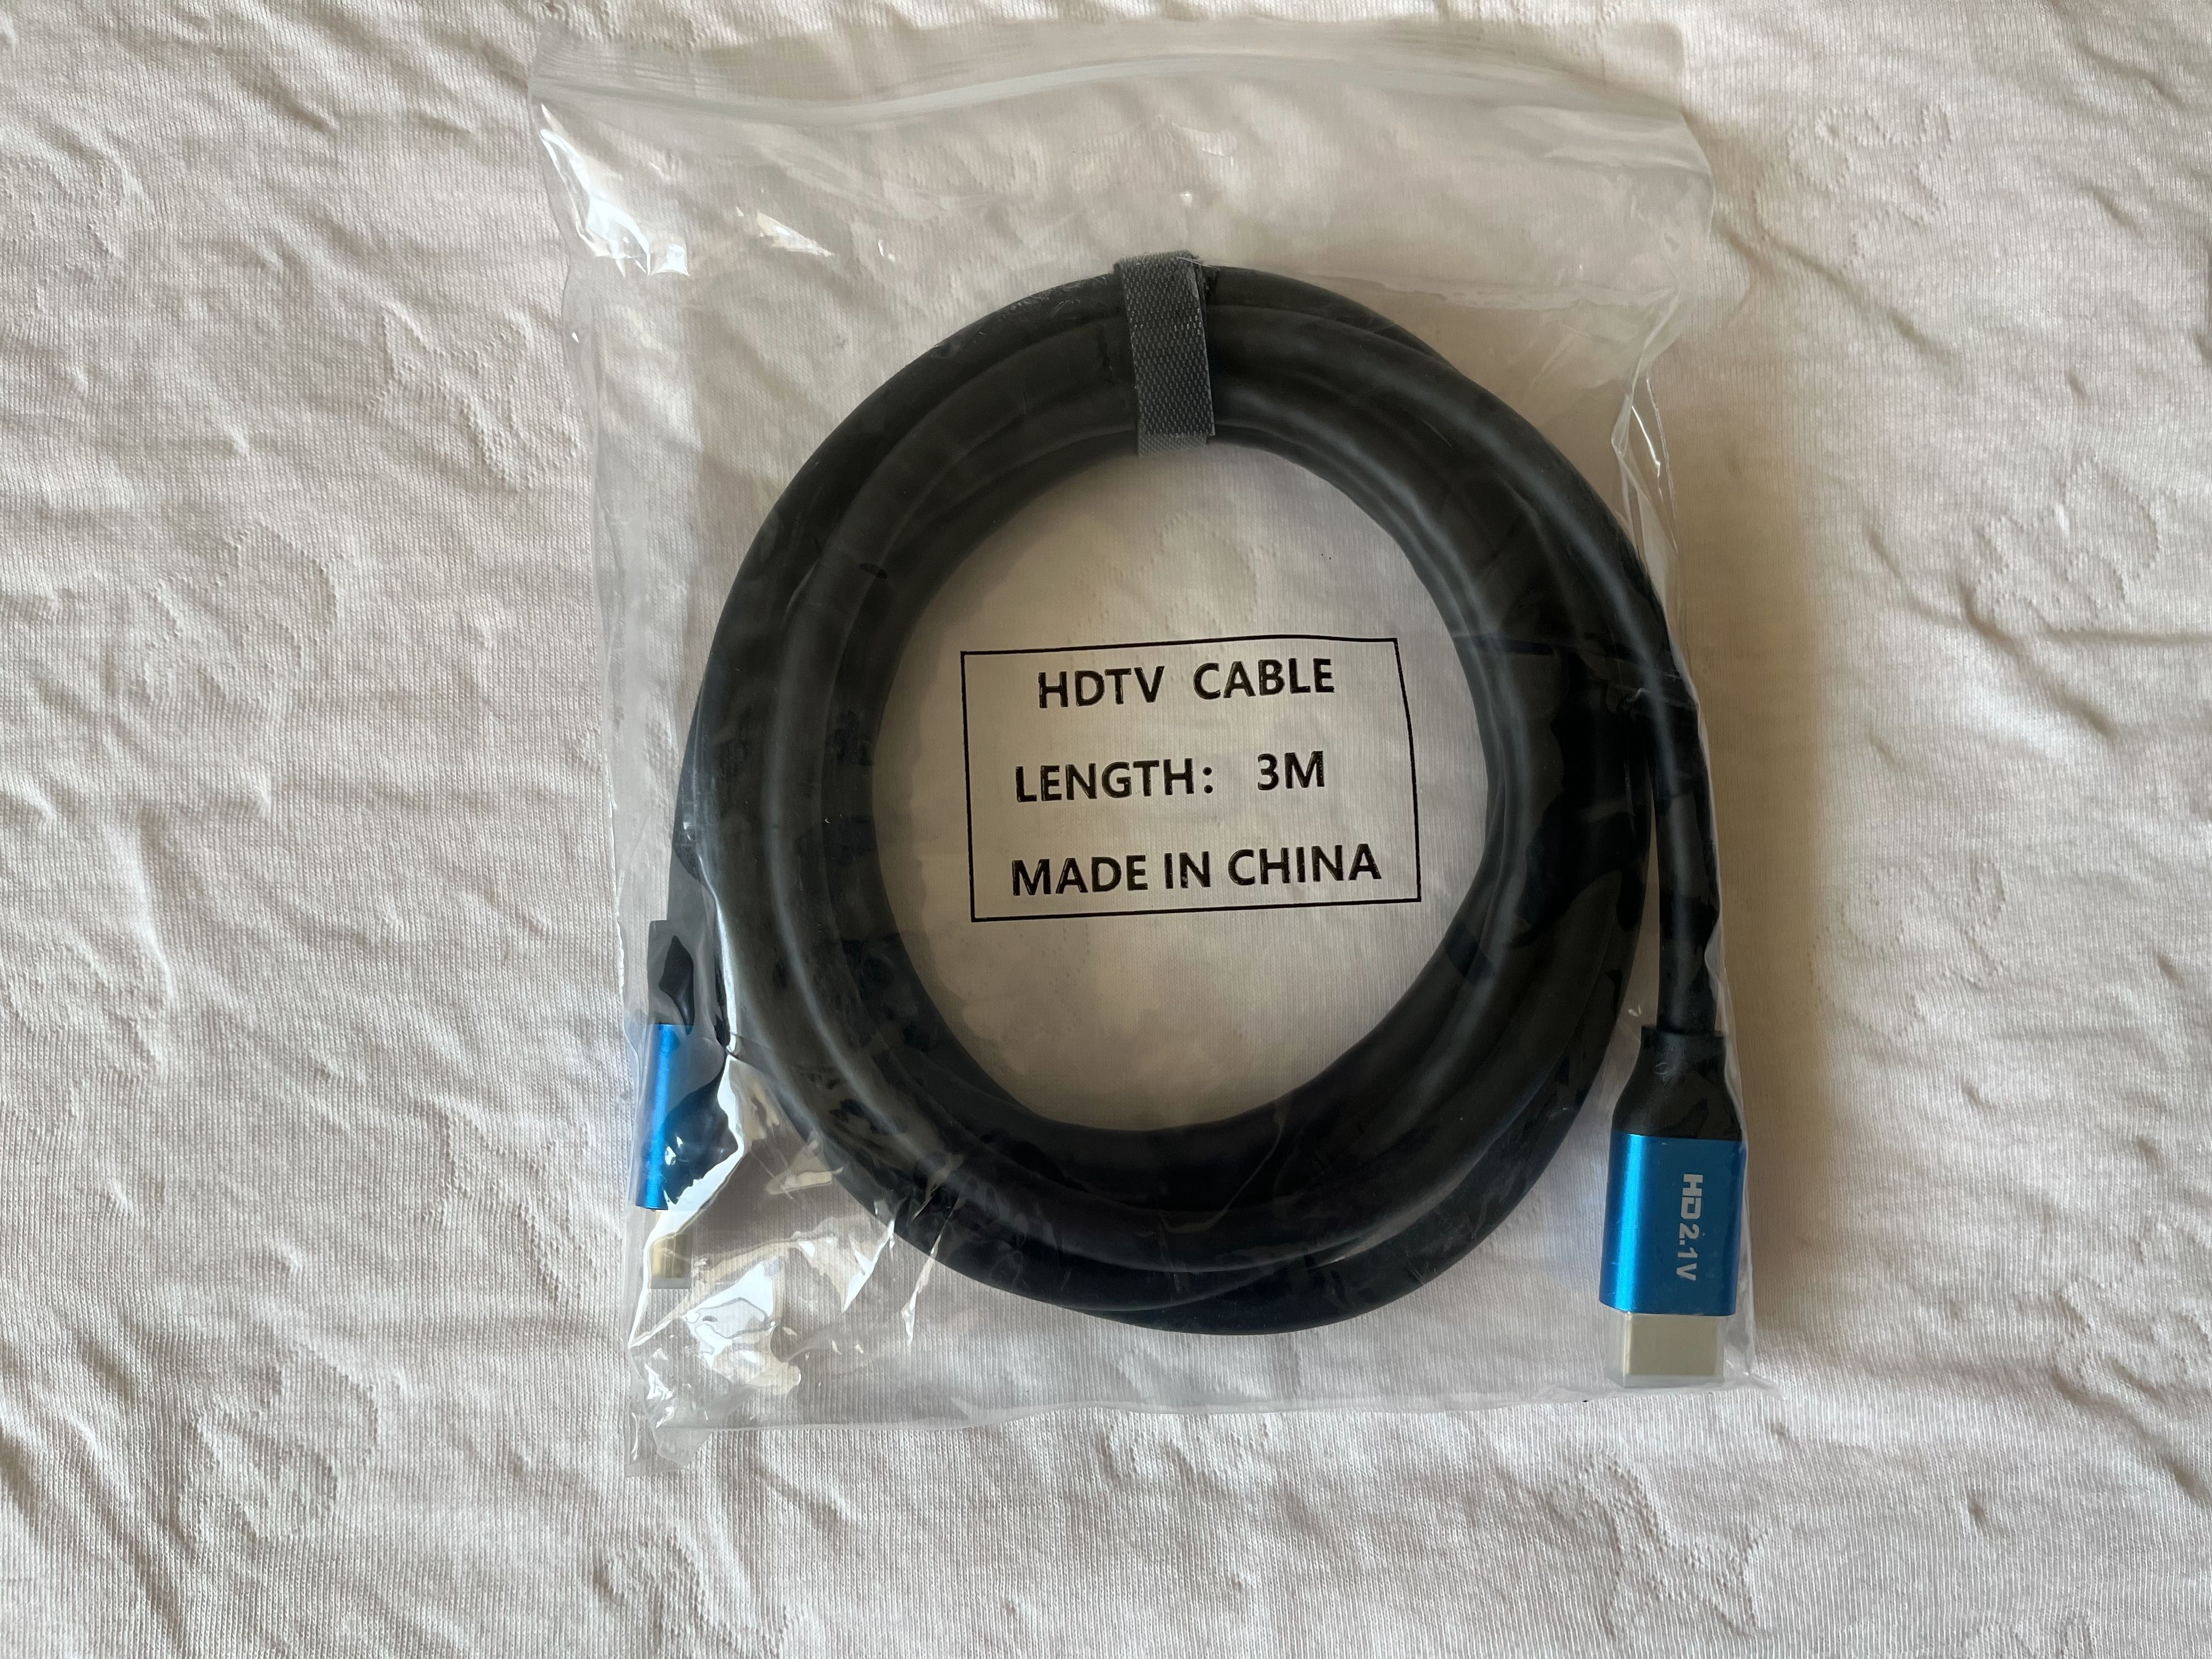 HDTV CABLE
LENGTH: 3M
MADE IN CHINA
HD2.1V